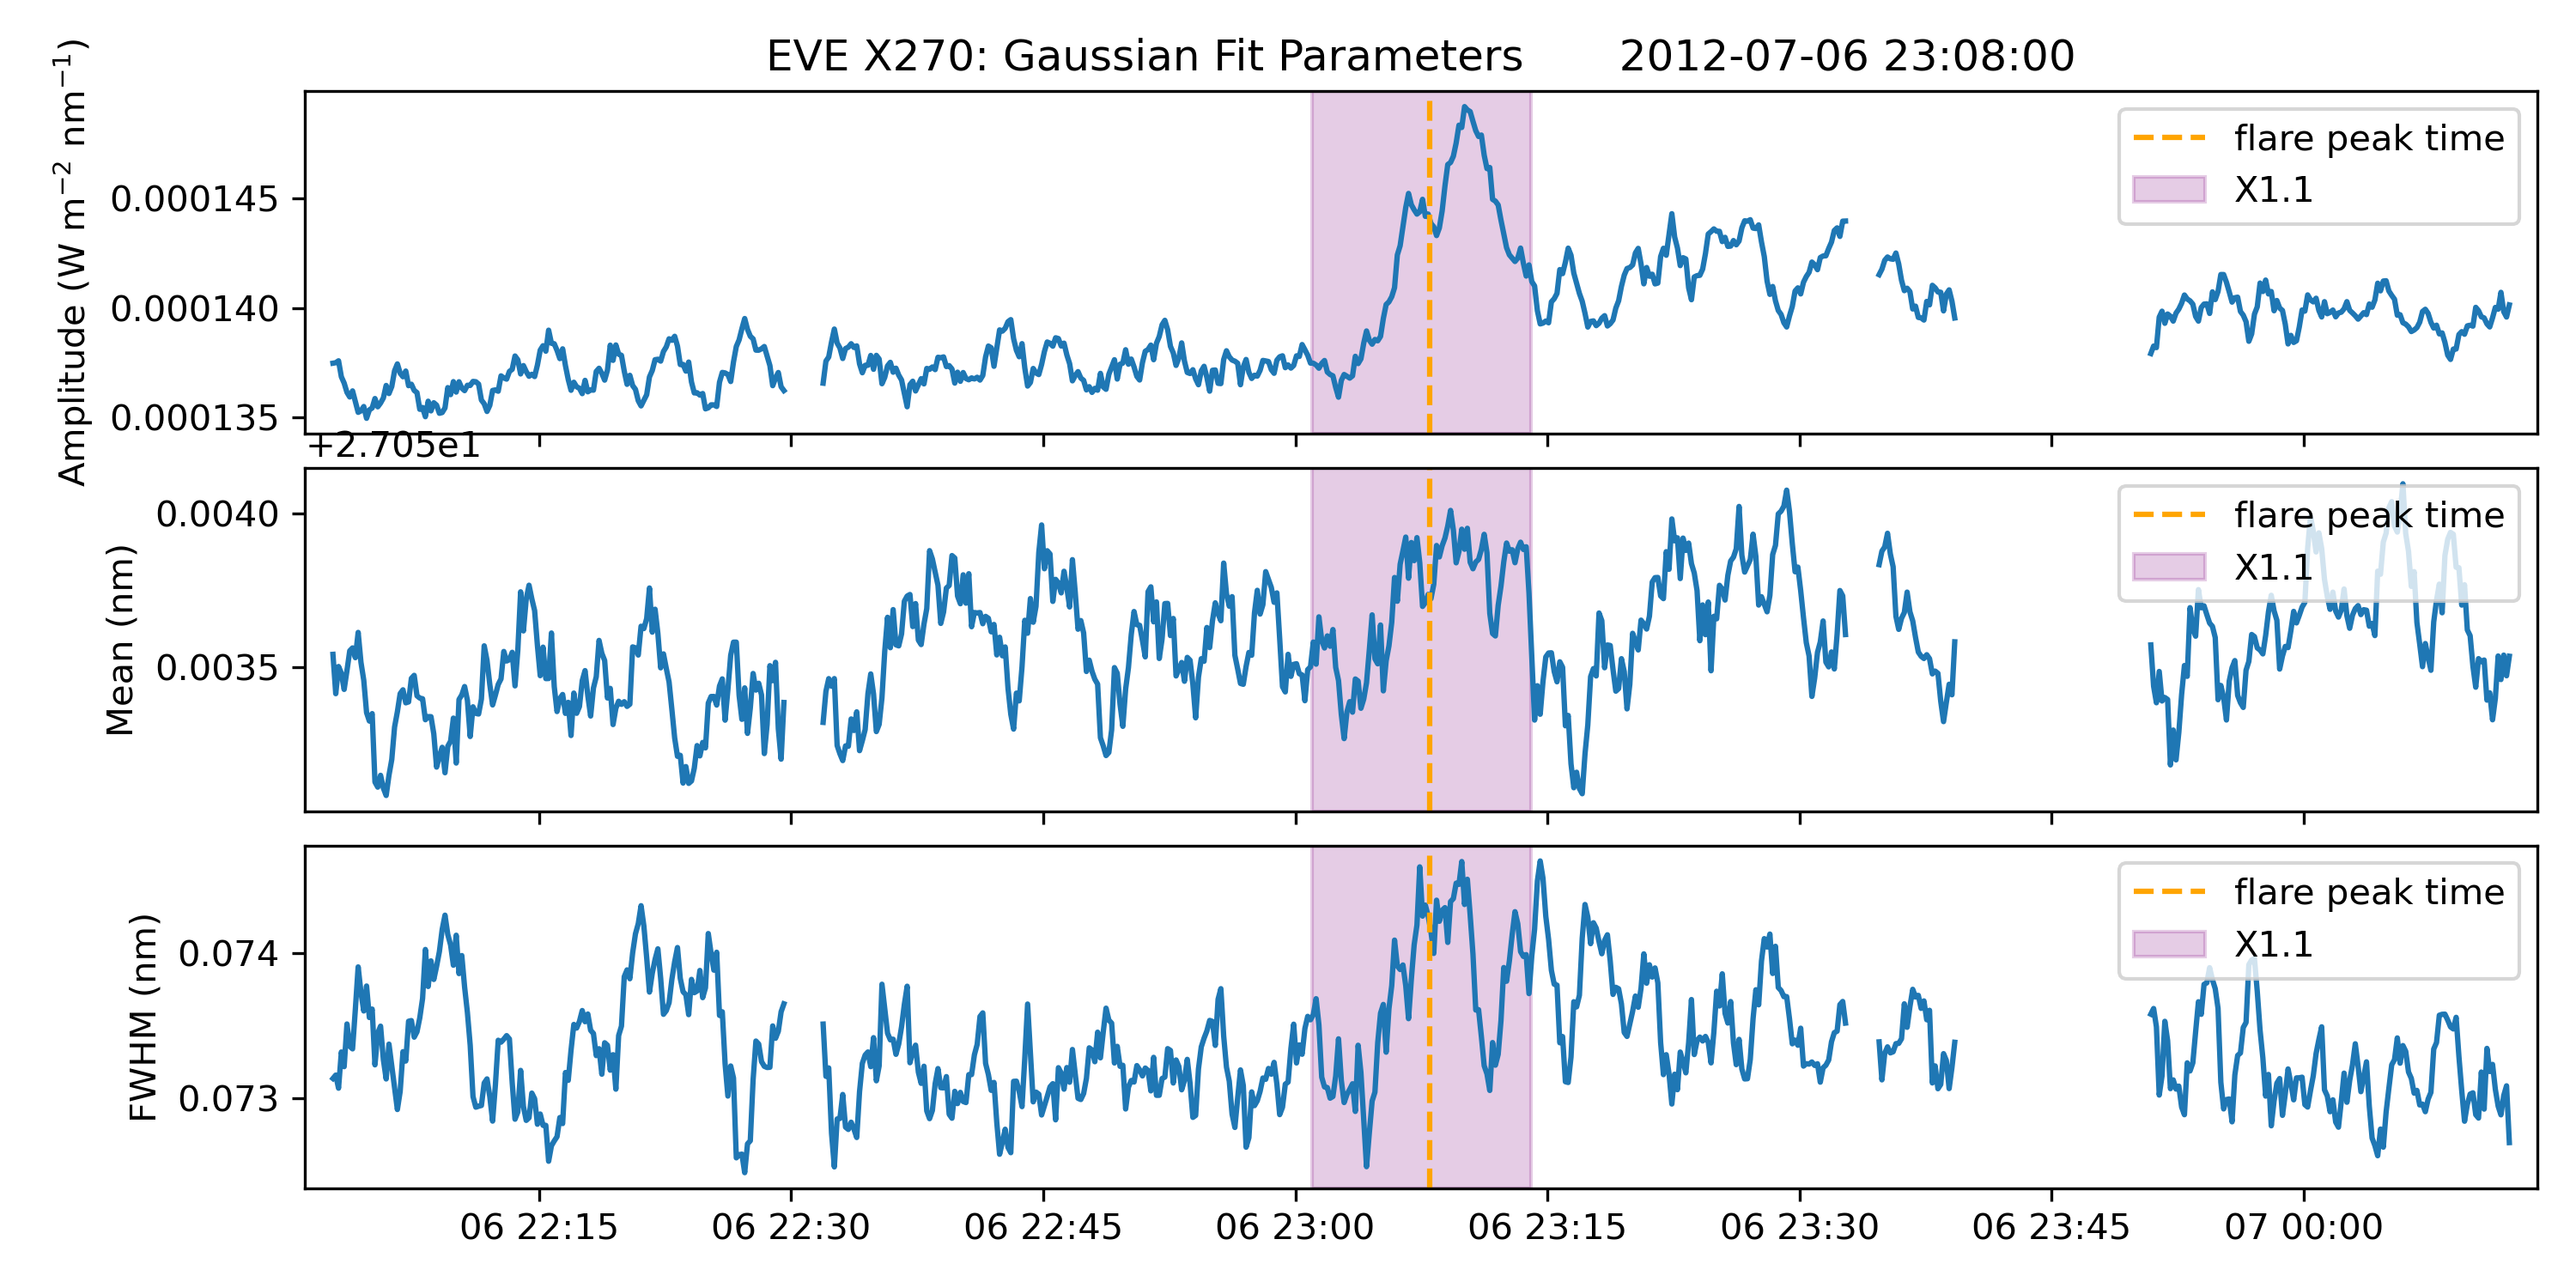 EVE X270: Gaussian Fit Parameters 2012-07-06 23:08:00
Amplitude (W m⁻² nm⁻¹)
0.000145
0.000140
0.000135
flare peak time
X1.1
+2.705e1
Mean (nm)
0.0040
0.0035
flare peak time
X1.1
FWHM (nm)
0.074
0.073
flare peak time
X1.1
06 22:15 06 22:30 06 22:45 06 23:00 06 23:15 06 23:30 06 23:45 07 00:00